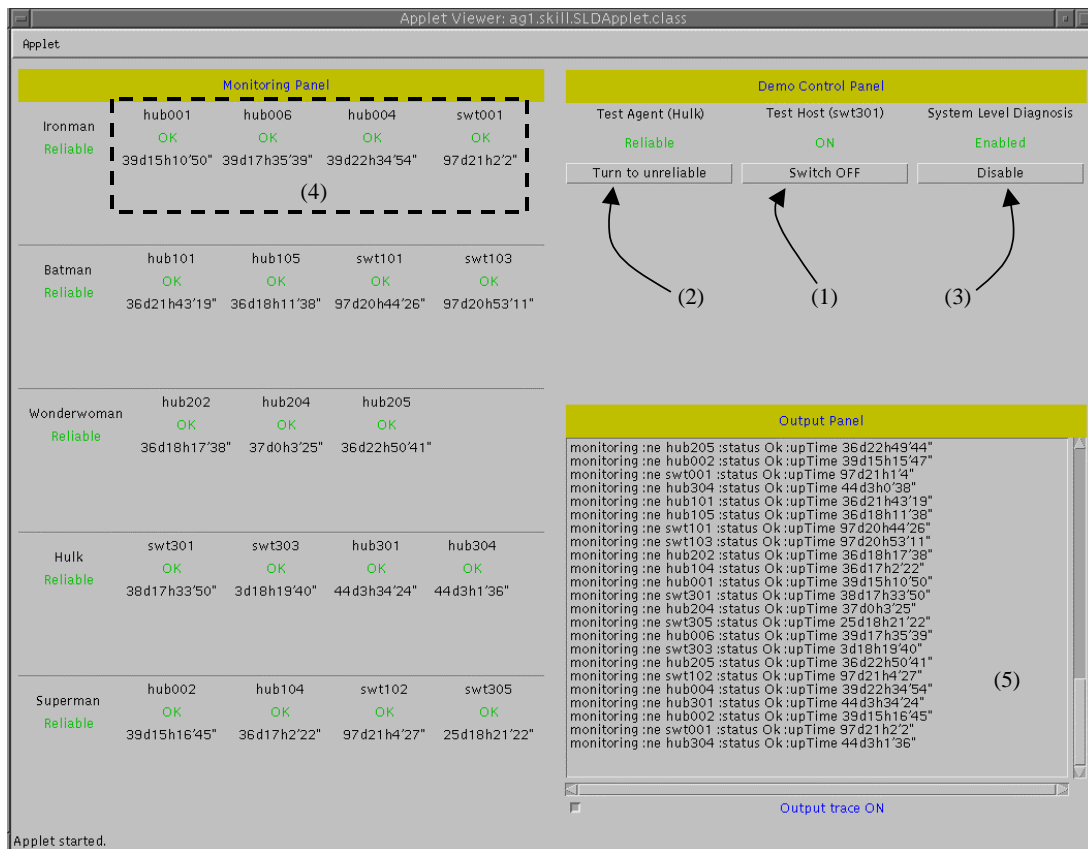 Applet Viewer: ag1.skill.SLDApplet.class
Applet
Monitoring Panel
Ironman
Reliable
hub001 hub006 hub004 swt001
OK OK OK OK
39d15h10'50" 39d17h35'39" 39d22h34'54" 97d21h2'2"
(4)
Batman
Reliable
hub101 hub105 swt101 swt103
OK OK OK OK
36d21h43'19" 36d18h11'38" 97d20h44'26" 97d20h53'11"
Wonderwoman
Reliable
hub202 hub204 hub205
OK OK OK
36d18h17'38" 37d0h3'25" 36d22h50'41"
Hulk
Reliable
swt301 swt303 hub301 hub304
OK OK OK OK
38d17h33'50" 3d18h19'40" 44d3h34'24" 44d3h1'36"
Superman
Reliable
hub002 hub104 swt102 swt305
OK OK OK OK
39d15h16'45" 36d17h2'22" 97d21h4'27" 25d18h21'22"
Demo Control Panel
Test Agent (Hulk) Test Host (swt301) System Level Diagnosis
Reliable ON Enabled
Turn to unreliable Switch OFF Disable
(2) (1) (3)
Output Panel
monitoring :ne hub205 :status Ok :upTime 36d22h49'44"
monitoring :ne hub002 :status Ok :upTime 39d15h15'47"
monitoring :ne swt001 :status Ok :upTime 97d21h1'4"
monitoring :ne hub304 :status Ok :upTime 44d3h0'38"
monitoring :ne hub101 :status Ok :upTime 36d21h43'19"
monitoring :ne hub105 :status Ok :upTime 36d18h11'38"
monitoring :ne swt101 :status Ok :upTime 97d20h44'26"
monitoring :ne swt103 :status Ok :upTime 97d20h53'11"
monitoring :ne hub202 :status Ok :upTime 36d18h17'38"
monitoring :ne hub104 :status Ok :upTime 36d17h2'22"
monitoring :ne hub001 :status Ok :upTime 39d15h10'50"
monitoring :ne swt301 :status Ok :upTime 38d17h33'50"
monitoring :ne hub204 :status Ok :upTime 37d0h3'25"
monitoring :ne swt305 :status Ok :upTime 25d18h21'22"
monitoring :ne hub006 :status Ok :upTime 39d17h35'39"
monitoring :ne swt303 :status Ok :upTime 3d18h19'40"
monitoring :ne hub205 :status Ok :upTime 36d22h50'41"
monitoring :ne swt102 :status Ok :upTime 97d21h4'27"
monitoring :ne hub004 :status Ok :upTime 39d22h34'54"
monitoring :ne hub301 :status Ok :upTime 44d3h34'24"
monitoring :ne hub002 :status Ok :upTime 39d15h16'45"
monitoring :ne swt001 :status Ok :upTime 97d21h2'2"
monitoring :ne hub304 :status Ok :upTime 44d3h1'36"
(5)
Output trace ON
Applet started.